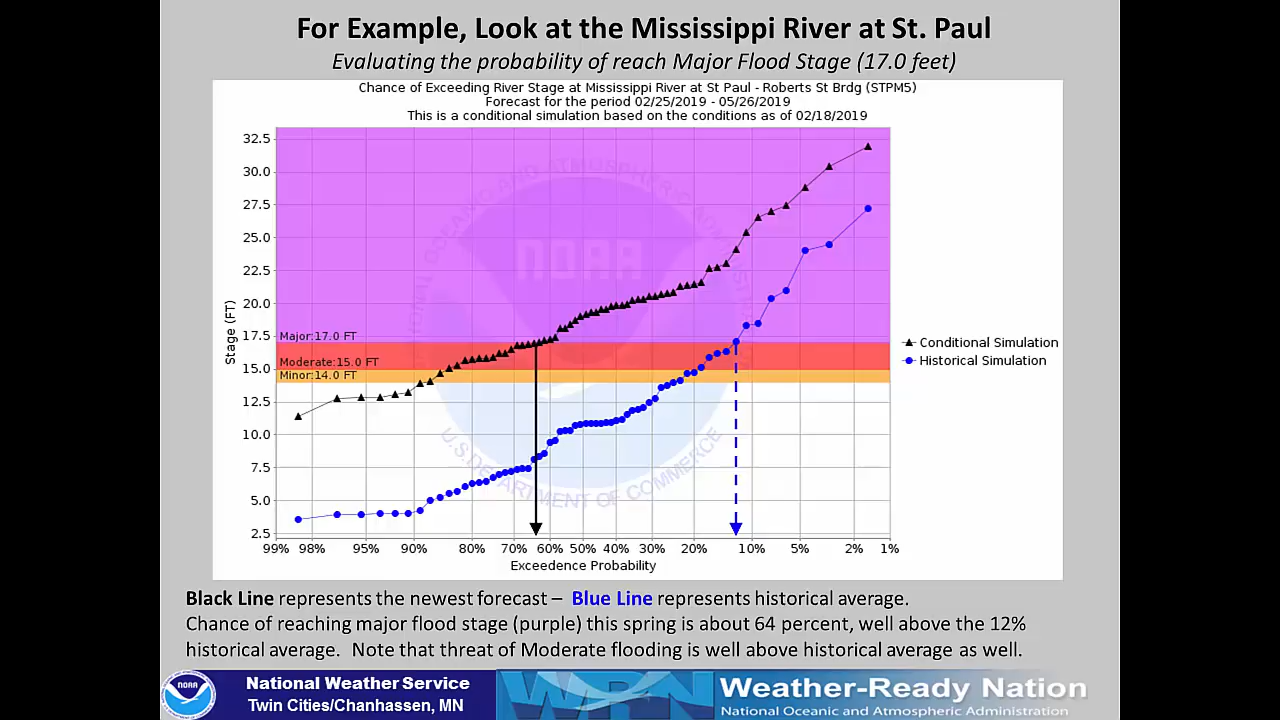 For Example, Look at the Mississippi River at St. Paul
Evaluating the probability of reach Major Flood Stage (17.0 feet)
Chance of Exceeding River Stage at Mississippi River at St Paul - Roberts St Brdg (STPM5)
Forecast for the period 02/25/2019 - 05/26/2019
This is a conditional simulation based on the conditions as of 02/18/2019
32.5
30.0
27.5
25.0
22.5
20.0
17.5
15.0
12.5
10.0
7.5
5.0
2.5
Stage (FT)
Major:17.0 FT
Moderate:15.0 FT
Minor:14.0 FT
NOAA
NATIONAL OCEANIC AND ATMOSPHERIC ADMINISTRATION
U.S. DEPARTMENT OF COMMERCE
Conditional Simulation
Historical Simulation
99% 98% 95% 90% 80% 70% 60% 50% 40% 30% 20% 10% 5% 2% 1%
Exceedence Probability
Black Line represents the newest forecast – Blue Line represents historical average.
Chance of reaching major flood stage (purple) this spring is about 64 percent, well above the 12%
historical average. Note that threat of Moderate flooding is well above historical average as well.
NOAA
National Weather Service
Twin Cities/Chanhassen, MN
WRN
Weather-Ready Nation
National Oceanic and Atmospheric Administration